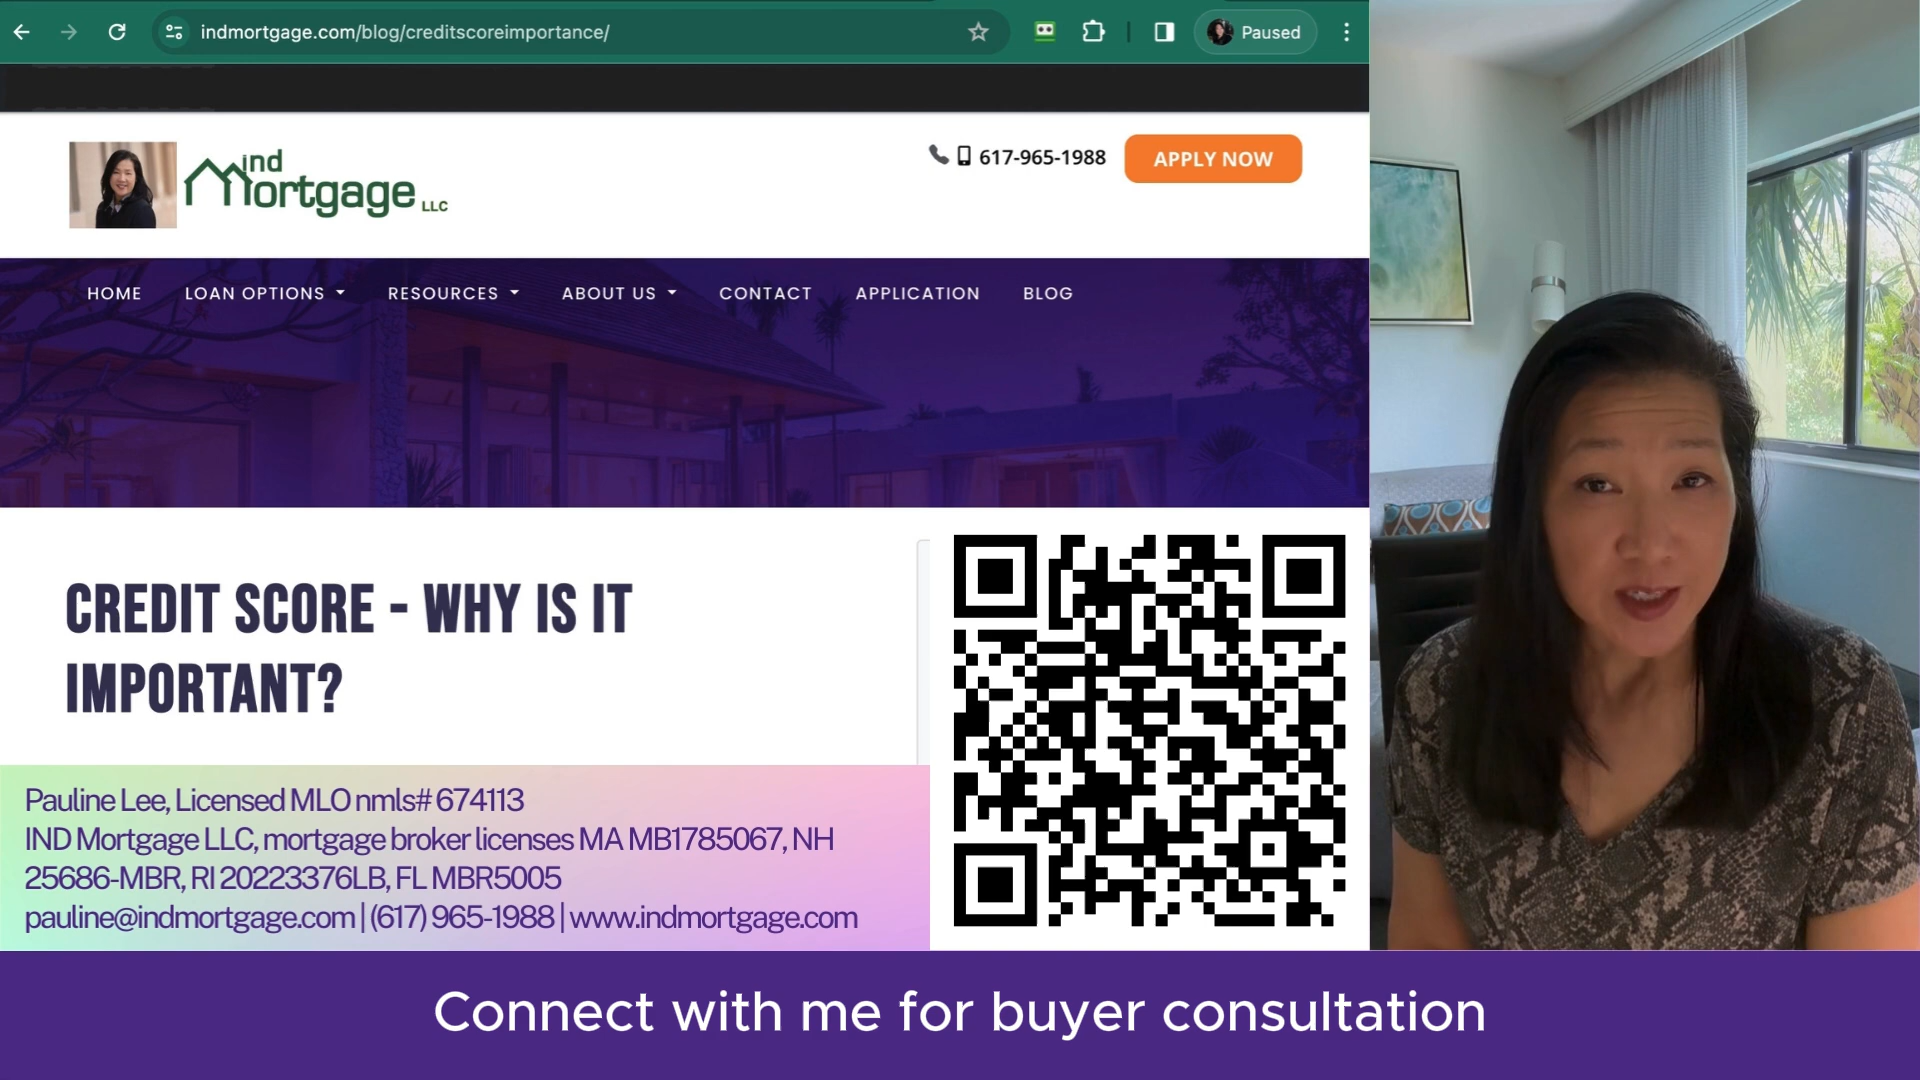 indmortgage.com/blog/creditscoreimportance/
Paused
ind
Mortgage LLC
617-965-1988
APPLY NOW
HOME
LOAN OPTIONS
RESOURCES
ABOUT US
CONTACT
APPLICATION
BLOG
CREDIT SCORE - WHY IS IT
IMPORTANT?
Pauline Lee, Licensed MLO nmls# 674113
IND Mortgage LLC, mortgage broker licenses MA MB1785067, NH
25686-MBR, RI 20223376LB, FL MBR5005
pauline@indmortgage.com | (617) 965-1988 | www.indmortgage.com
Connect with me for buyer consultation